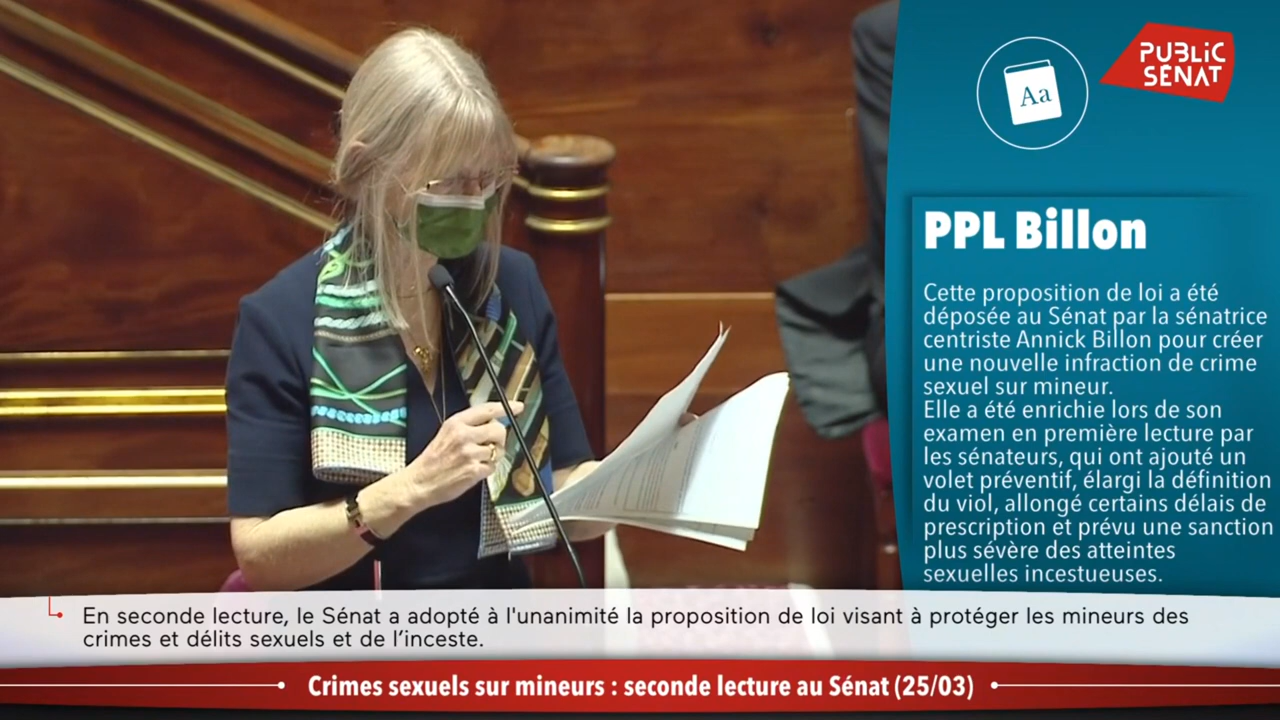 Aa
PUBLIC
SÉNAT
PPL Billon
Cette proposition de loi a été
déposée au Sénat par la sénatrice
centriste Annick Billon pour créer
une nouvelle infraction de crime
sexuel sur mineur.
Elle a été enrichie lors de son
examen en première lecture par
les sénateurs, qui ont ajouté un
volet préventif, élargi la définition
du viol, allongé certains délais de
prescription et prévu une sanction
plus sévère des atteintes
sexuelles incestueuses.
En seconde lecture, le Sénat a adopté à l'unanimité la proposition de loi visant à protéger les mineurs des
crimes et délits sexuels et de l’inceste.
Crimes sexuels sur mineurs : seconde lecture au Sénat (25/03)